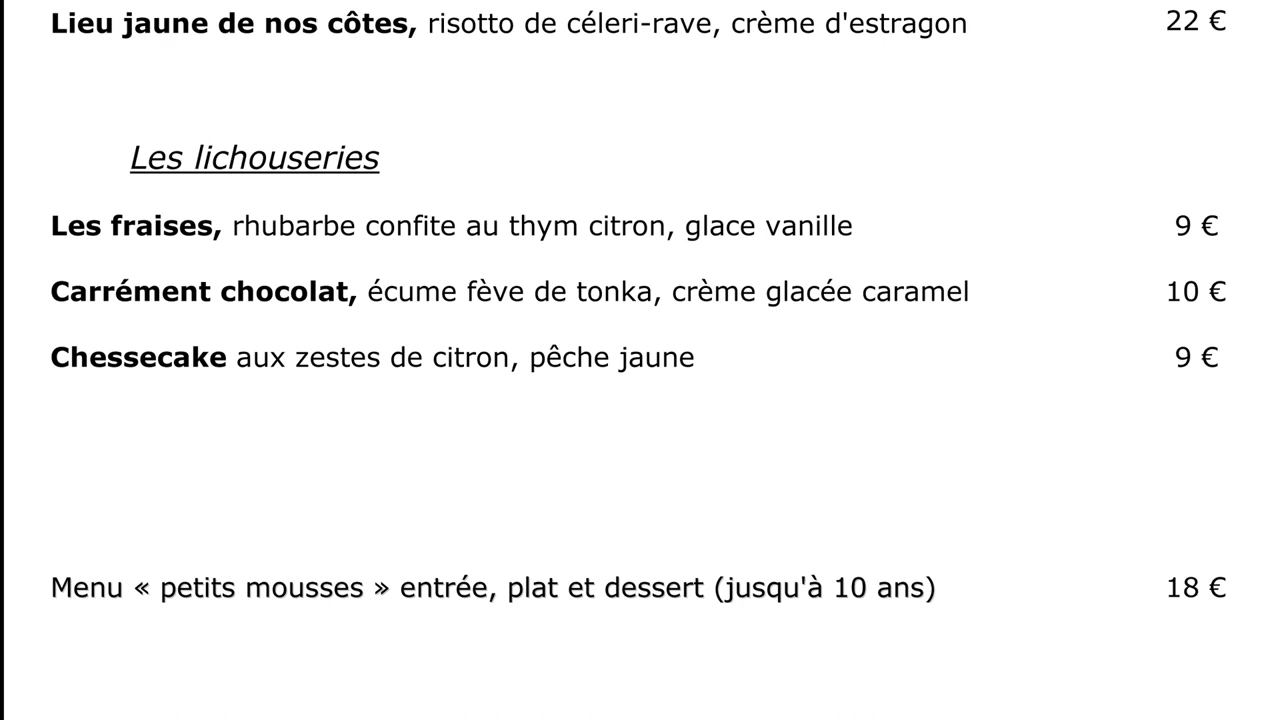 Lieu jaune de nos côtes, risotto de céleri-rave, crème d'estragon 22 €
Les lichouseries
Les fraises, rhubarbe confite au thym citron, glace vanille 9 €
Carrément chocolat, écume fève de tonka, crème glacée caramel 10 €
Chessecake aux zestes de citron, pêche jaune 9 €
Menu « petits mousses » entrée, plat et dessert (jusqu'à 10 ans) 18 €